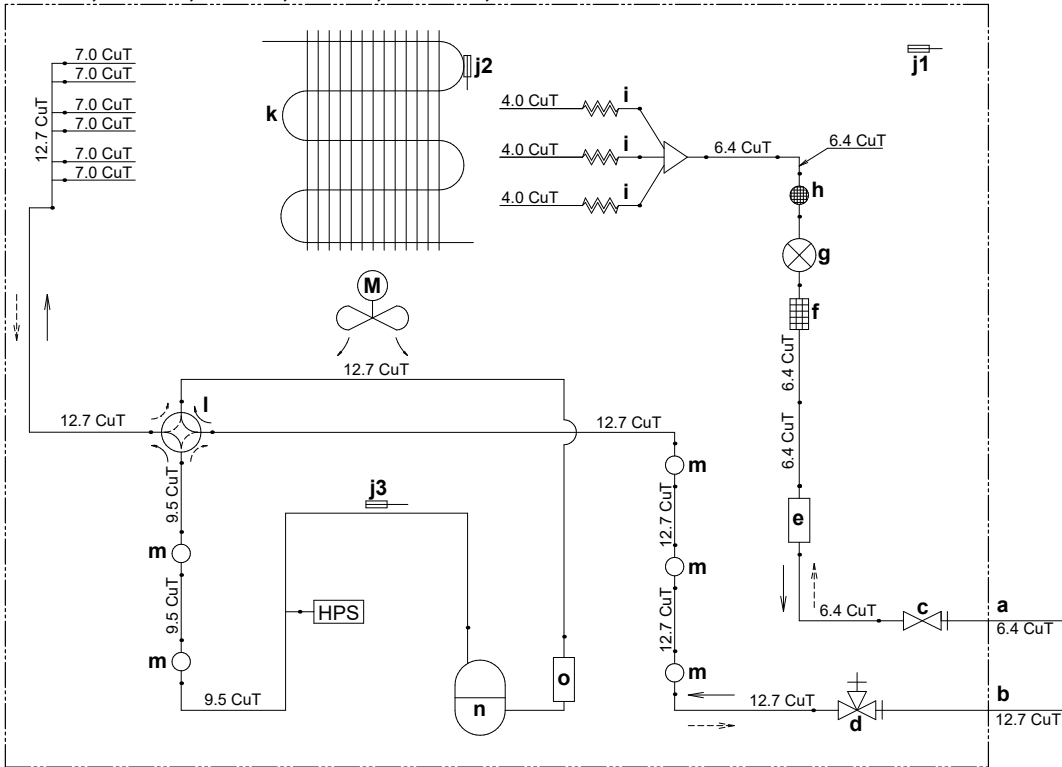 7.0 CuT
7.0 CuT
7.0 CuT
7.0 CuT
7.0 CuT
7.0 CuT
12.7 CuT
k
j2
j1
4.0 CuT
i
4.0 CuT
i
4.0 CuT
i
6.4 CuT
6.4 CuT
h
g
f
M
6.4 CuT
6.4 CuT
12.7 CuT
12.7 CuT
l
12.7 CuT
9.5 CuT
m
9.5 CuT
m
9.5 CuT
j3
HPS
n
o
m
12.7 CuT
m
12.7 CuT
m
e
6.4 CuT
c
a
6.4 CuT
12.7 CuT
d
b
12.7 CuT